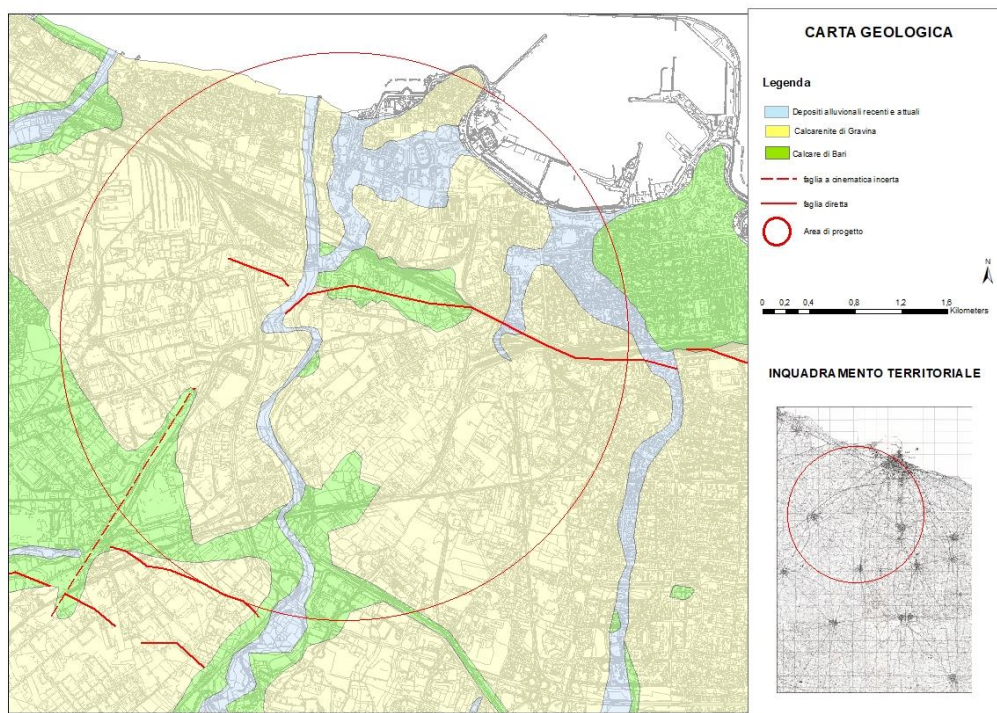 CARTA GEOLOGICA
Legenda
Depositi alluvionali recenti e attuali
Calcarenite di Gravina
Calcare di Bari
faglia a cinematica incerta
faglia diretta
Area di progetto
N
0 0,2 0,4 0,8 1,2 1,6
Kilometers
INQUADRAMENTO TERRITORIALE